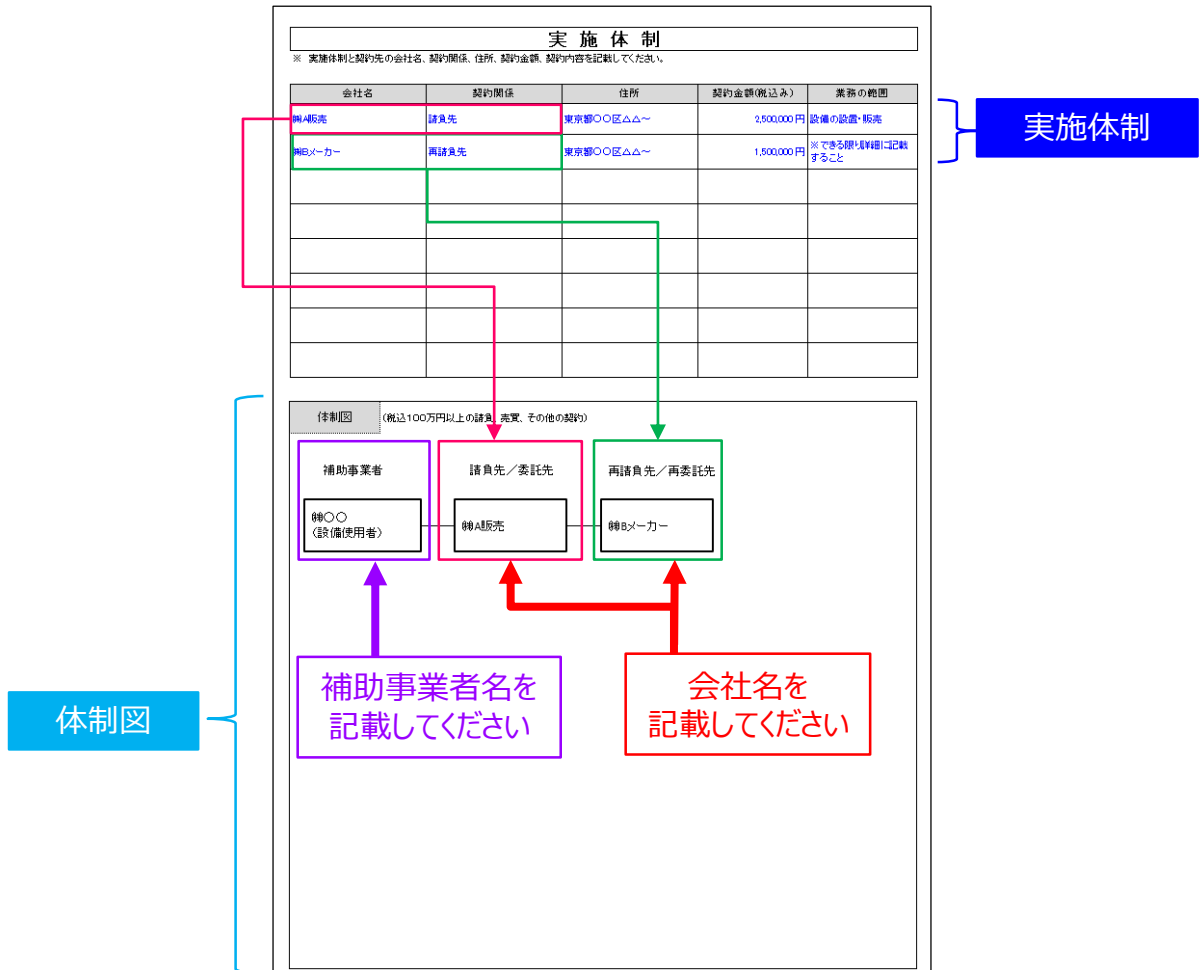 実施体制
※ 実施体制と契約先の会社名、契約関係、住所、契約金額、契約内容を記載してください。
会社名 契約関係 住所 契約金額(税込み) 業務の範囲
㈱A販売 請負先 東京都〇〇区△△～ 2,500,000 円 設備の設置・販売
㈱Bメーカー 再請負先 東京都〇〇区△△～ 1,500,000 円 ※できる限り詳細に記載
すること
実施体制
体制図 (税込100万円以上の請負、売買、その他の契約)
補助事業者 請負先／委託先 再請負先／再委託先
㈱〇〇
(設備使用者)
㈱A販売
㈱Bメーカー
補助事業者名を
記載してください
会社名を
記載してください
体制図